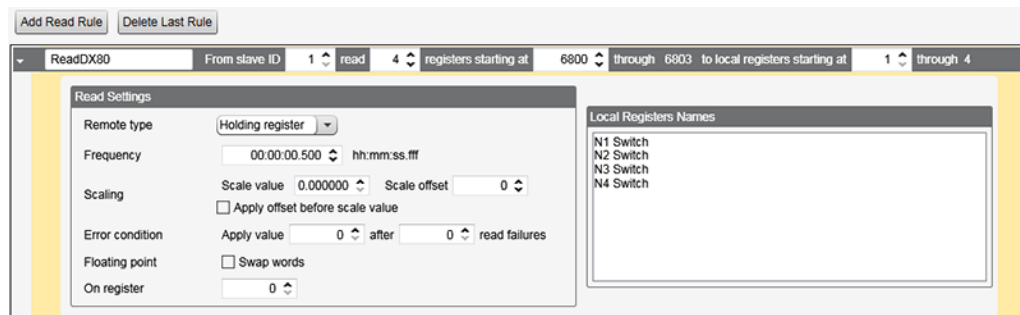 Add Read Rule Delete Last Rule
ReadDX80 From slave ID 1 read 4 registers starting at 6800 through 6803 to local registers starting at 1 through 4
Read Settings
Remote type Holding register
Frequency 00:00:00.500 hh:mm:ss.fff
Scaling
Scale value 0.000000 Scale offset 0
Apply offset before scale value
Error condition Apply value 0 after 0 read failures
Floating point Swap words
On register 0
Local Registers Names
N1 Switch
N2 Switch
N3 Switch
N4 Switch